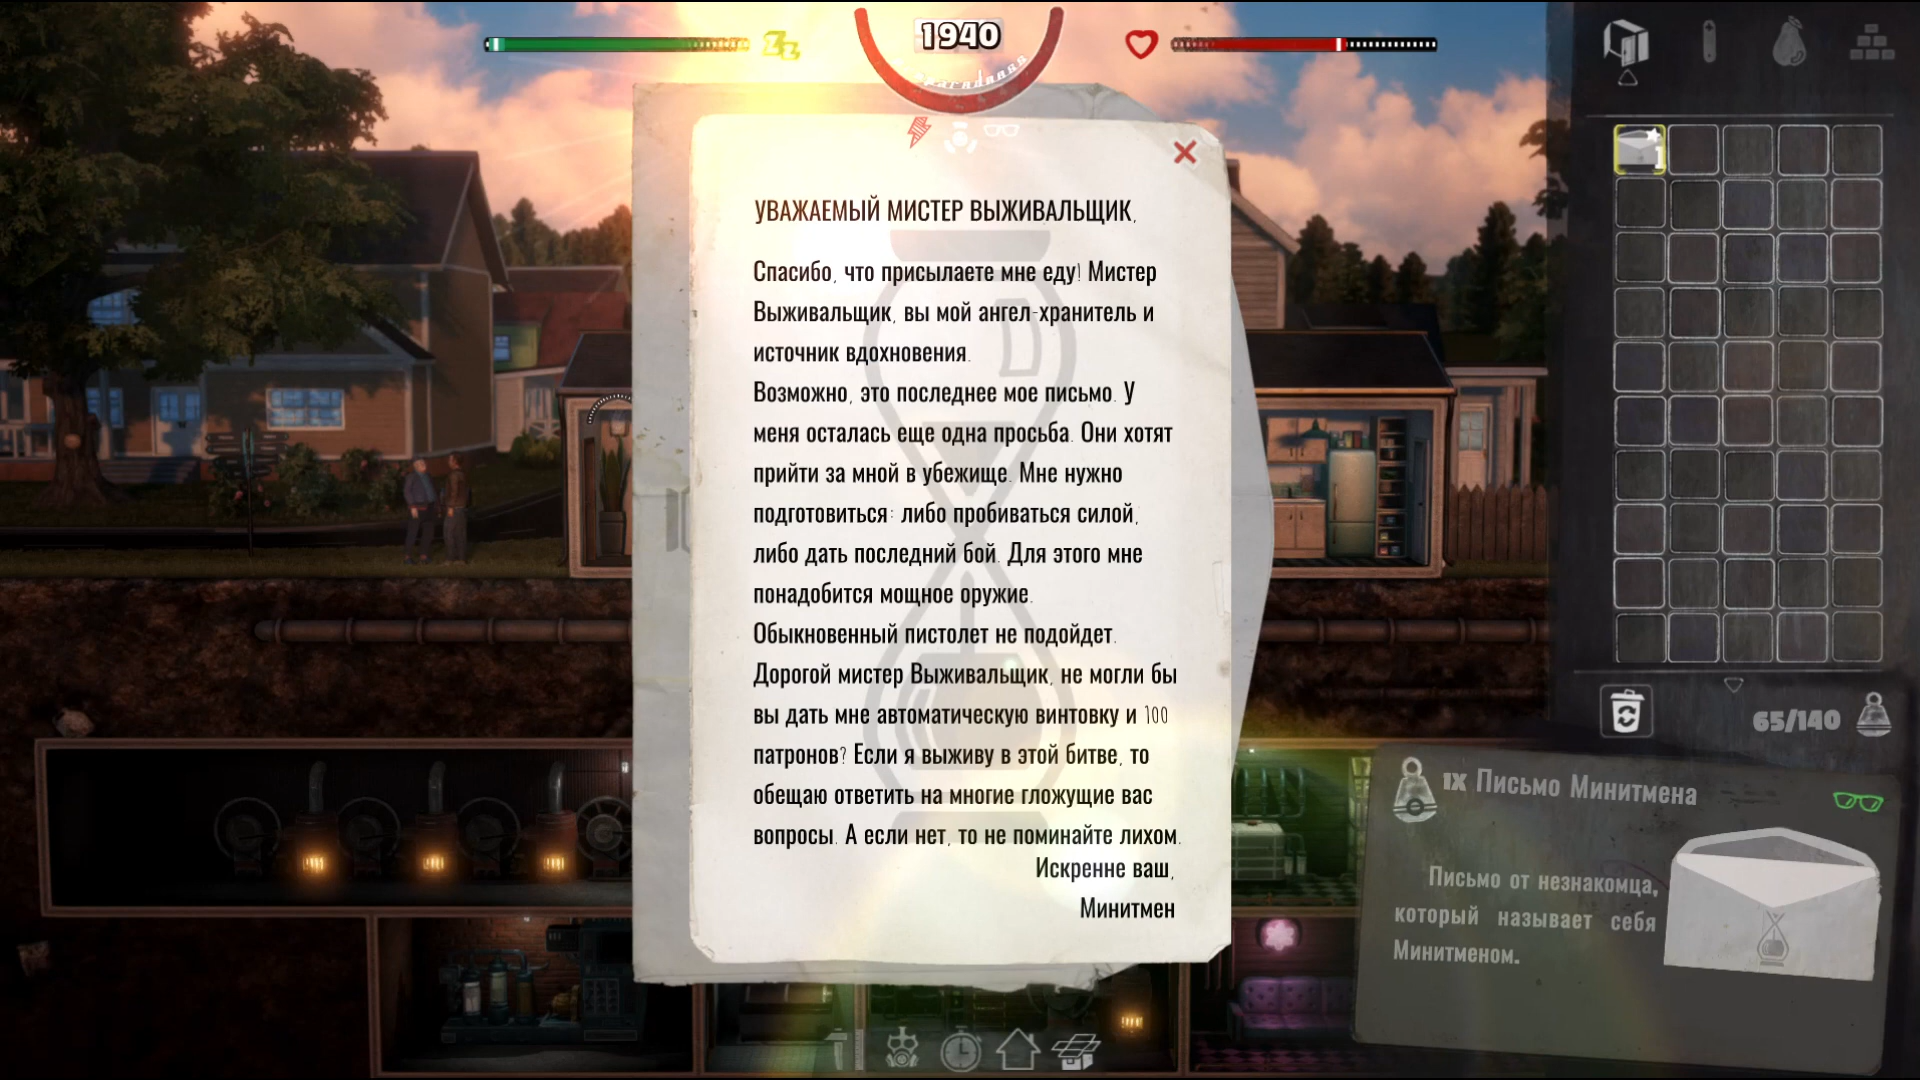 1940
УВАЖАЕМЫЙ МИСТЕР ВЫЖИВАЛЬЩИК,
Спасибо, что присылаете мне еду! Мистер
Выживальщик, вы мой ангел-хранитель и
источник вдохновения.
Возможно, это последнее мое письмо. У
меня осталась еще одна просьба. Они хотят
прийти за мной в убежище. Мне нужно
подготовиться: либо пробиваться силой,
либо дать последний бой. Для этого мне
понадобится мощное оружие.
Обыкновенный пистолет не подойдет.
Дорогой мистер Выживальщик, не могли бы
вы дать мне автоматическую винтовку и 100
патронов? Если я выживу в этой битве, то
обещаю ответить на многие гложущие вас
вопросы. А если нет, то не поминайте лихом.
Искренне ваш,
Минитмен
1
65/140
1X Письмо Минитмена
Письмо от незнакомца,
который называет себя
Минитменом.